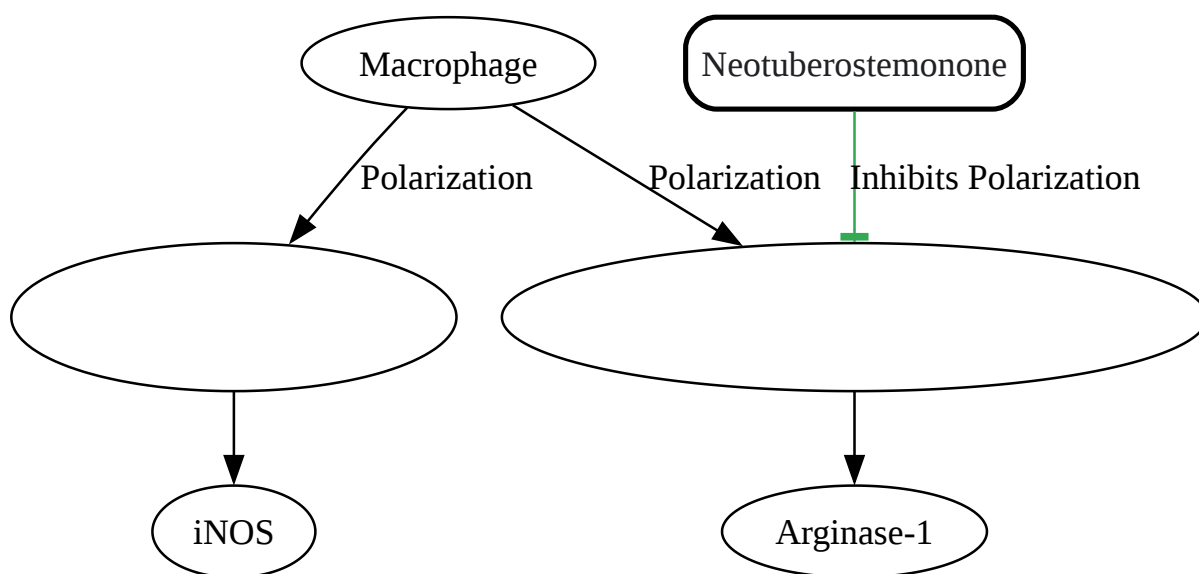 Macrophage
Neotuberostemonone
Polarization
Polarization
Inhibits Polarization
iNOS
Arginase-1